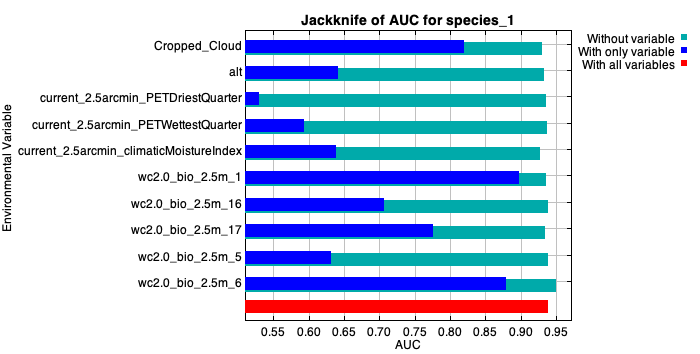 Jackknife of AUC for species_1
Without variable
With only variable
With all variables
Environmental Variable
Cropped_Cloud
alt
current_2.5arcmin_PETDriestQuarter
current_2.5arcmin_PETWettestQuarter
current_2.5arcmin_climaticMoistureIndex
wc2.0_bio_2.5m_1
wc2.0_bio_2.5m_16
wc2.0_bio_2.5m_17
wc2.0_bio_2.5m_5
wc2.0_bio_2.5m_6
0.55 0.60 0.65 0.70 0.75 0.80 0.85 0.90 0.95
AUC